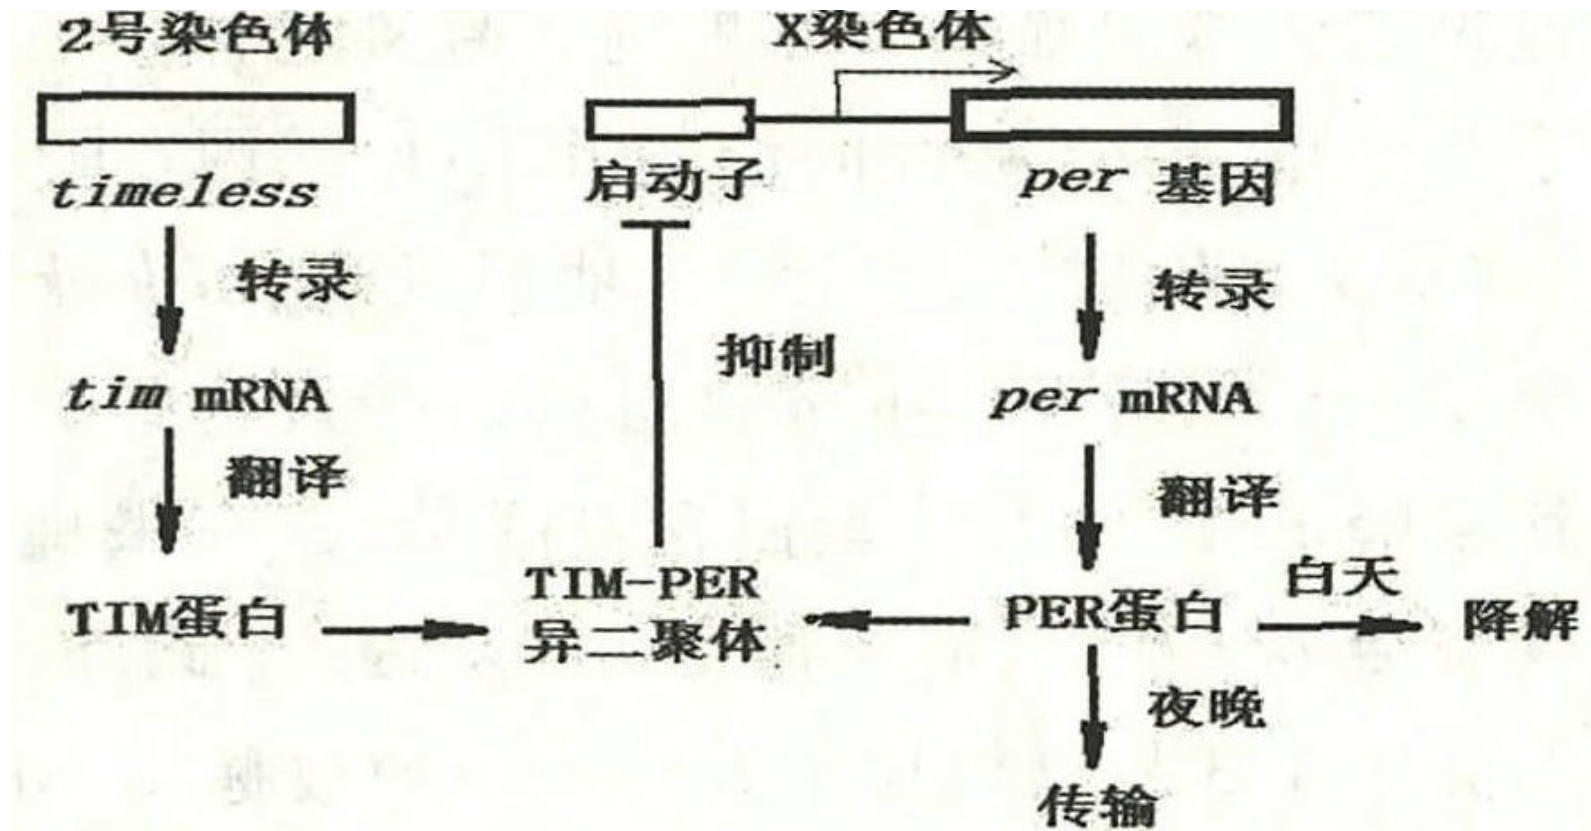 2号染色体
X染色体
timeless
启动子
per 基因
转录
转录
抑制
tim mRNA
per mRNA
翻译
翻译
TIM蛋白
TIM-PER
异二聚体
PER蛋白
白天
降解
夜晚
传输